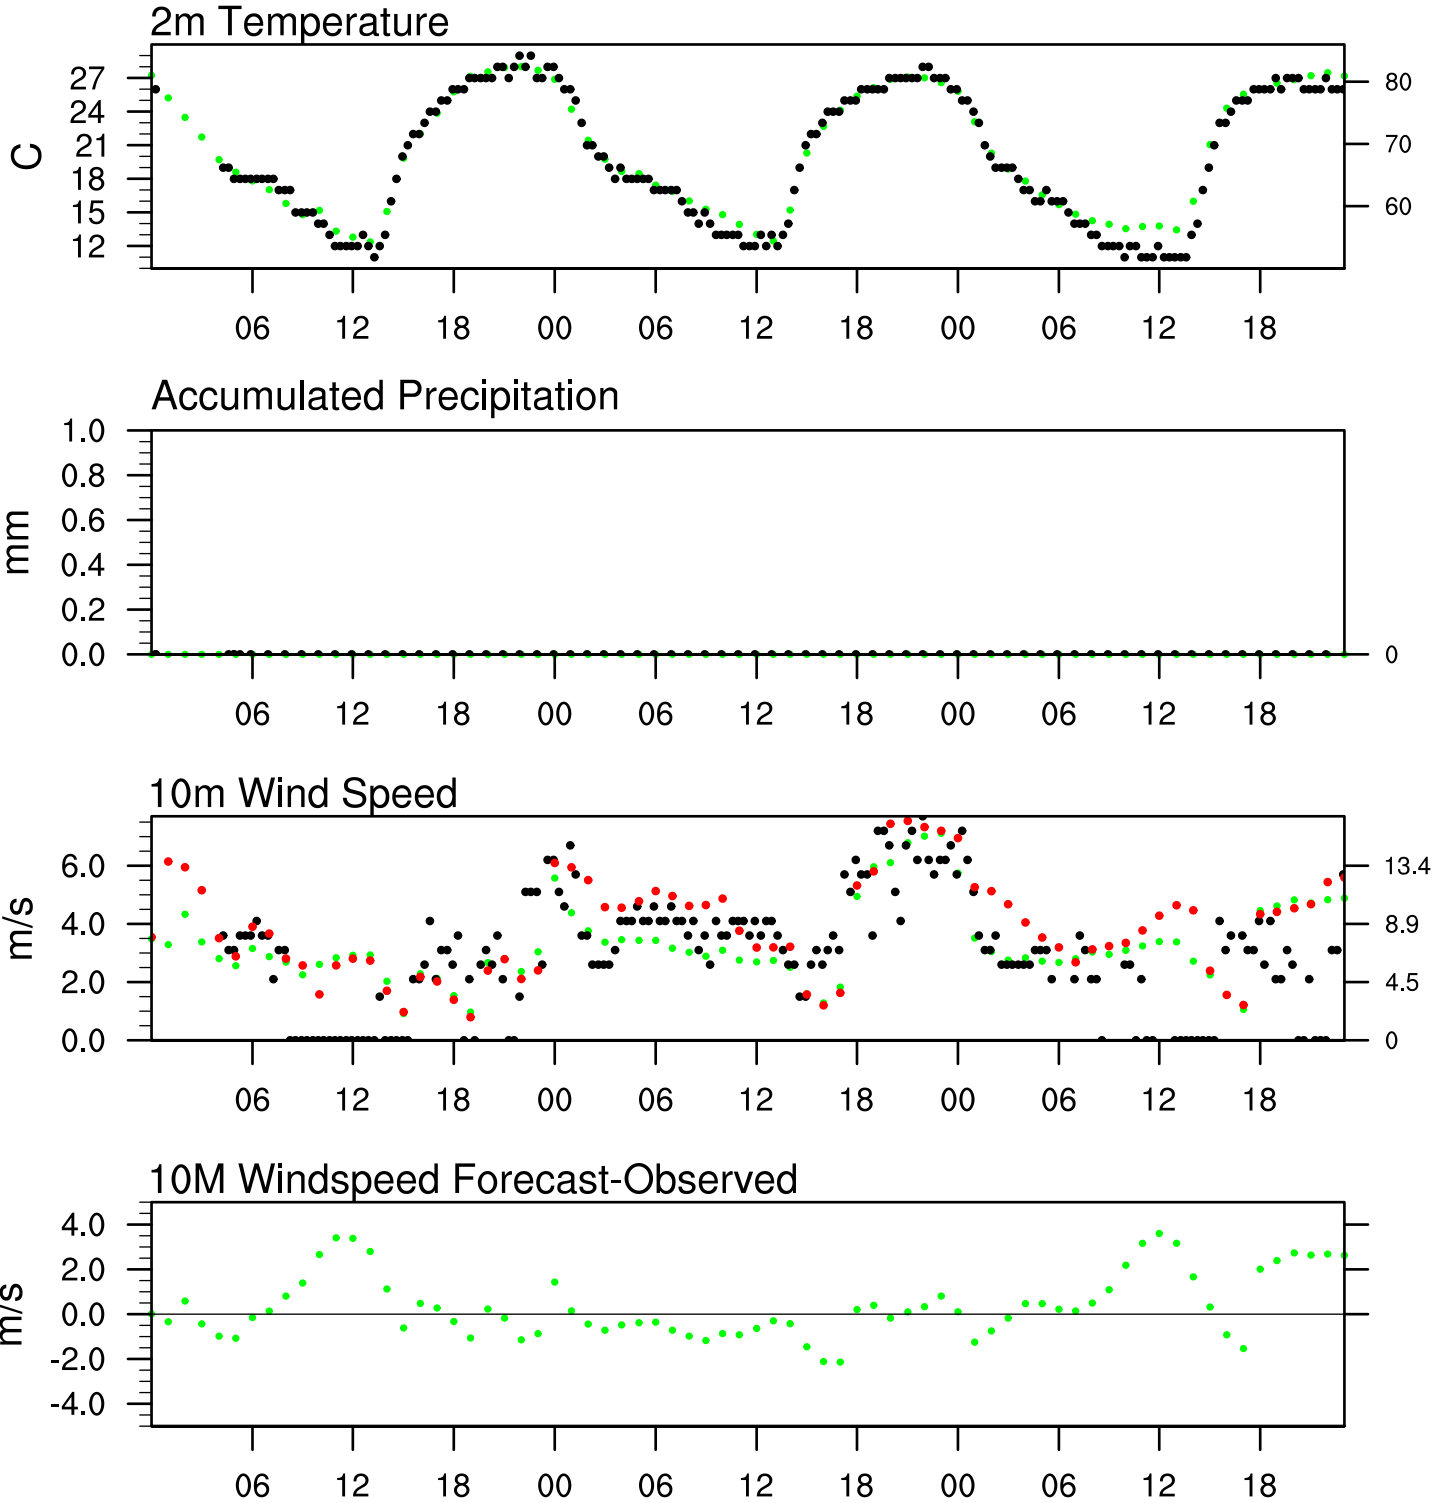 2m Temperature
27
24
21
18
15
12
C
80
70
60
06 12 18 00 06 12 18 00 06 12 18
Accumulated Precipitation
1.0
0.8
0.6
0.4
0.2
0.0
mm
0
06 12 18 00 06 12 18 00 06 12 18
10m Wind Speed
6.0
4.0
2.0
0.0
m/s
13.4
8.9
4.5
0
06 12 18 00 06 12 18 00 06 12 18
10M Windspeed Forecast-Observed
4.0
2.0
0.0
-2.0
-4.0
m/s
06 12 18 00 06 12 18 00 06 12 18